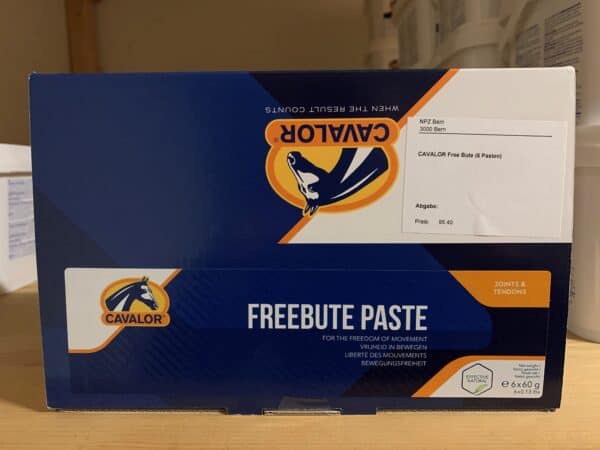 WHEN THE RESULT COUNTS
CAVALOR®
NPZ Bern
3000 Bern
CAVALOR Free Bute (6 Pasten)
Abgabe:
Preis: 95.40
JOINTS &
TENDONS
CAVALOR®
FREEBUTE PASTE
FOR THE FREEDOM OF MOVEMENT
VRIJHEID IN BEWEGEN
LIBERTÉ DES MOUVEMENTS
BEWEGUNGSFREIHEIT
EFFECTIVE
NATURAL
e 6x60 g